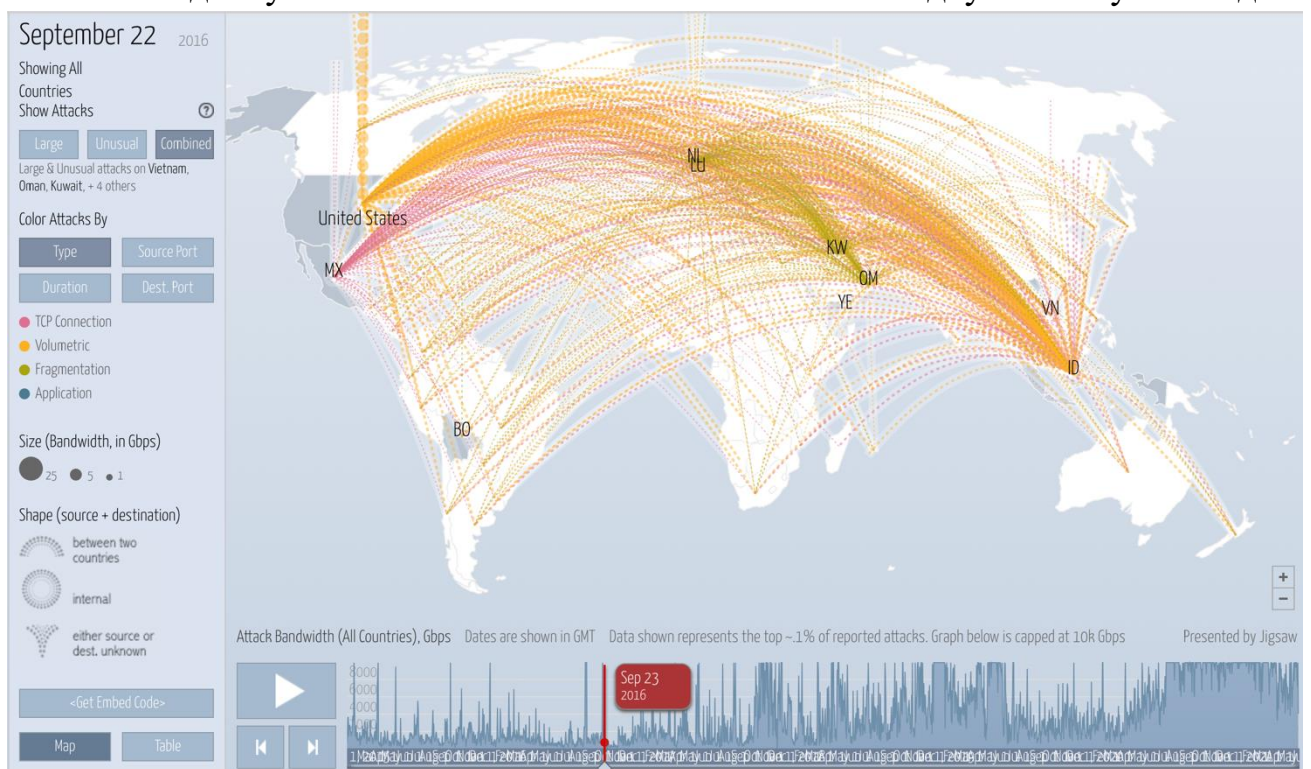 September 22 2016
Showing All
Countries
Show Attacks ?
Large Unusual Combined
Large & Unusual attacks on Vietnam,
Oman, Kuwait, + 4 others
Color Attacks By
Type Source Port
Duration Dest. Port
TCP Connection
Volumetric
Fragmentation
Application
Size (Bandwidth, in Gbps)
25 5 1
Shape (source + destination)
between two
countries
internal
either source or
dest. unknown
<Get Embed Code>
Map Table
NL
LU
United States
KW
MX
OM
YE
VN
ID
BO
+
−
Attack Bandwidth (All Countries), Gbps Dates are shown in GMT Data shown represents the top ~.1% of reported attacks. Graph below is capped at 10k Gbps Presented by Jigsaw
8000
6000
4000
Sep 23
2016